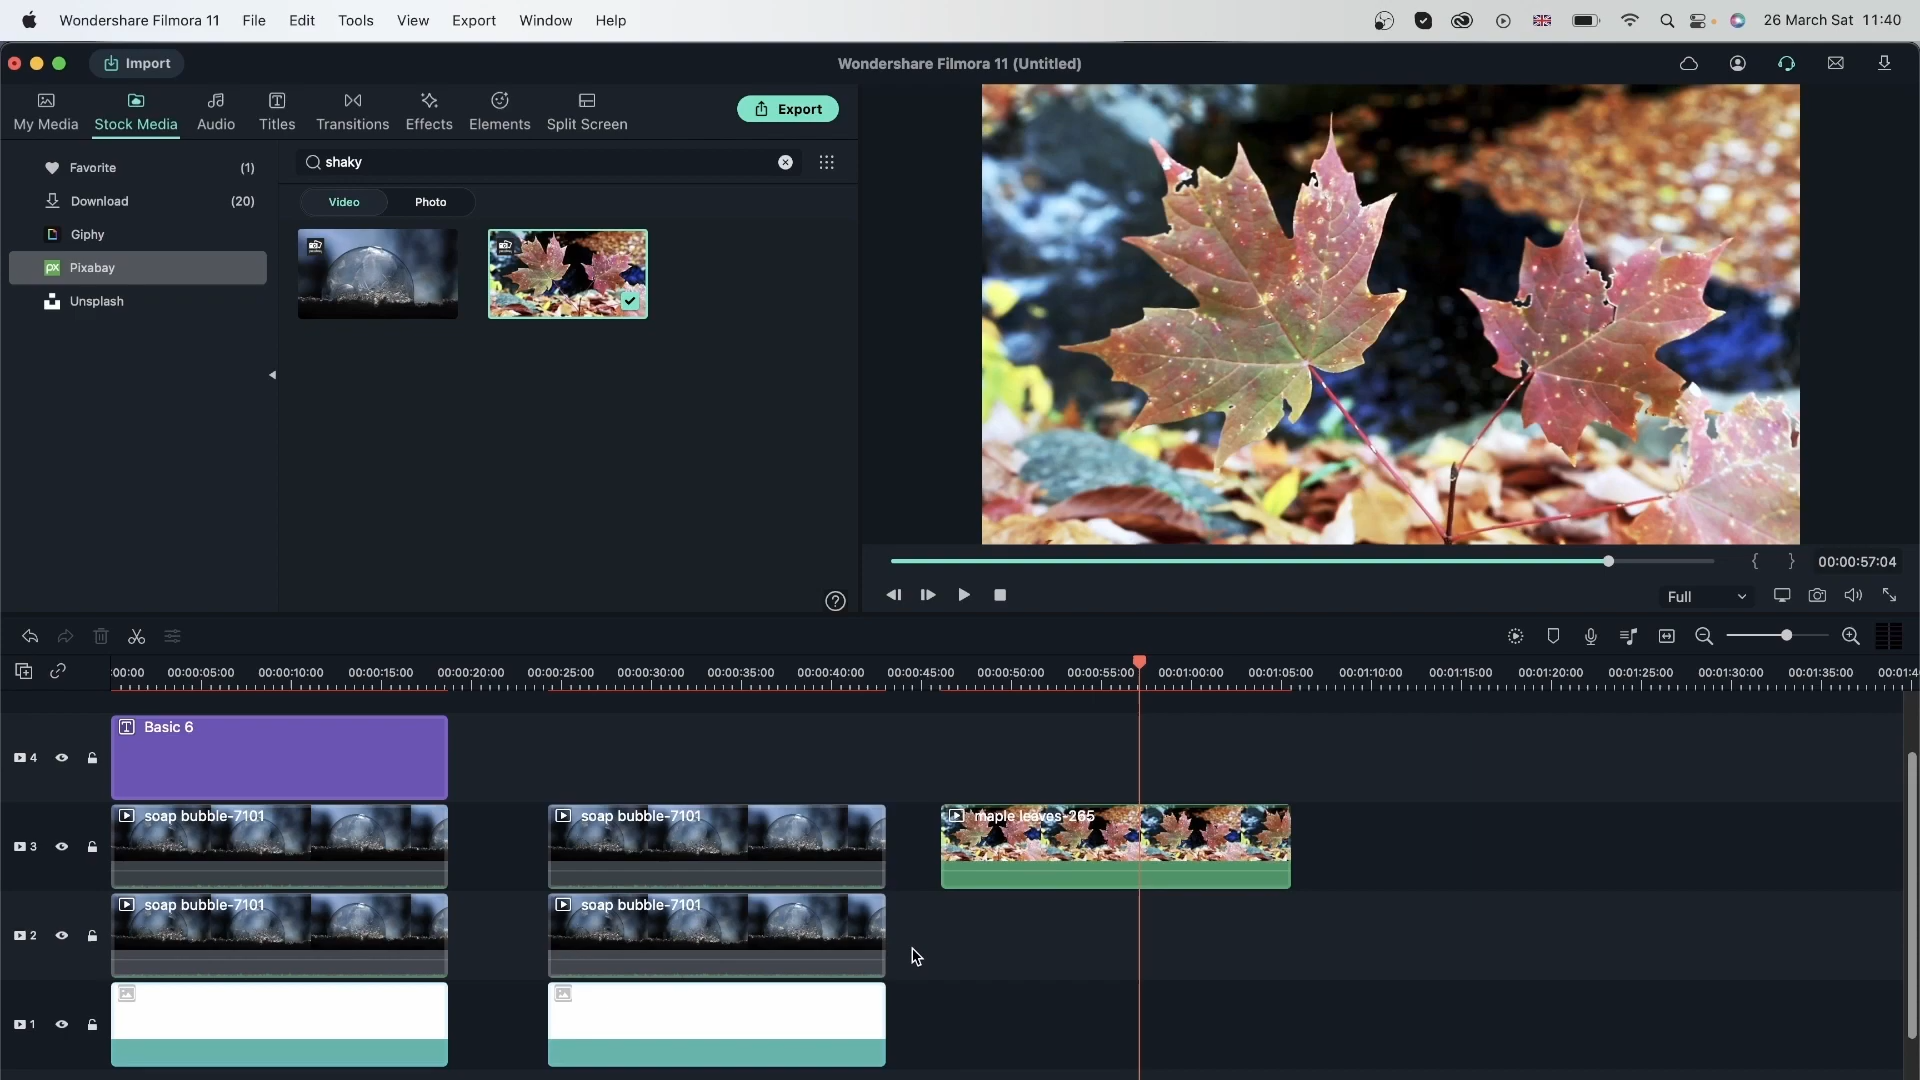 Wondershare Filmora 11 File Edit Tools View Export Window Help 26 March Sat 11:40
Import Wondershare Filmora 11 (Untitled)
My Media Stock Media Audio Titles Transitions Effects Elements Split Screen Export
Favorite (1)
Download (20)
Giphy
Pixabay
Unsplash
shaky
Video Photo
00:00:57:04
Full
:00:00 00:00:05:00 00:00:10:00 00:00:15:00 00:00:20:00 00:00:25:00 00:00:30:00 00:00:35:00 00:00:40:00 00:00:45:00 00:00:50:00 00:00:55:00 00:01:00:00 00:01:05:00 00:01:10:00 00:01:15:00 00:01:20:00 00:01:25:00 00:01:30:00 00:01:35:00 00:01:4
4 Basic 6
3 soap bubble-7101 soap bubble-7101 maple leaves-265
2 soap bubble-7101 soap bubble-7101
1